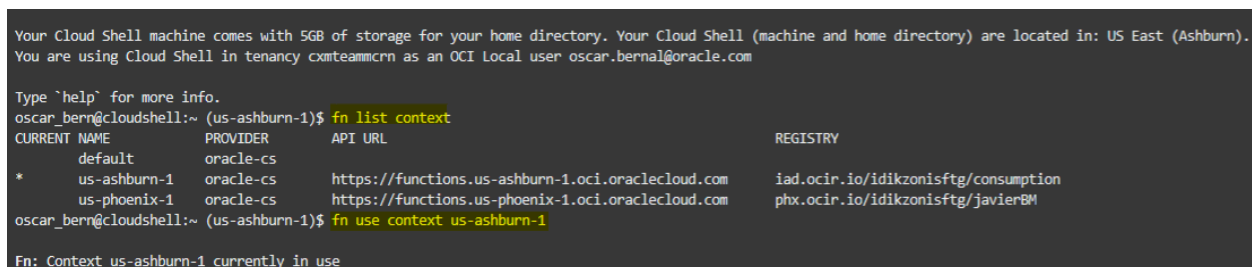 Your Cloud Shell machine comes with 5GB of storage for your home directory. Your Cloud Shell (machine and home directory) are located in: US East (Ashburn).
You are using Cloud Shell in tenancy cxmteammcrn as an OCI Local user oscar.bernal@oracle.com
Type `help` for more info.
oscar_bern@cloudshell:~ (us-ashburn-1)$ fn list context
CURRENT NAME PROVIDER API URL REGISTRY
default oracle-cs
* us-ashburn-1 oracle-cs https://functions.us-ashburn-1.oci.oraclecloud.com iad.ocir.io/idikzonisftg/consumption
us-phoenix-1 oracle-cs https://functions.us-phoenix-1.oci.oraclecloud.com phx.ocir.io/idikzonisftg/javierBM
oscar_bern@cloudshell:~ (us-ashburn-1)$ fn use context us-ashburn-1
Fn: Context us-ashburn-1 currently in use